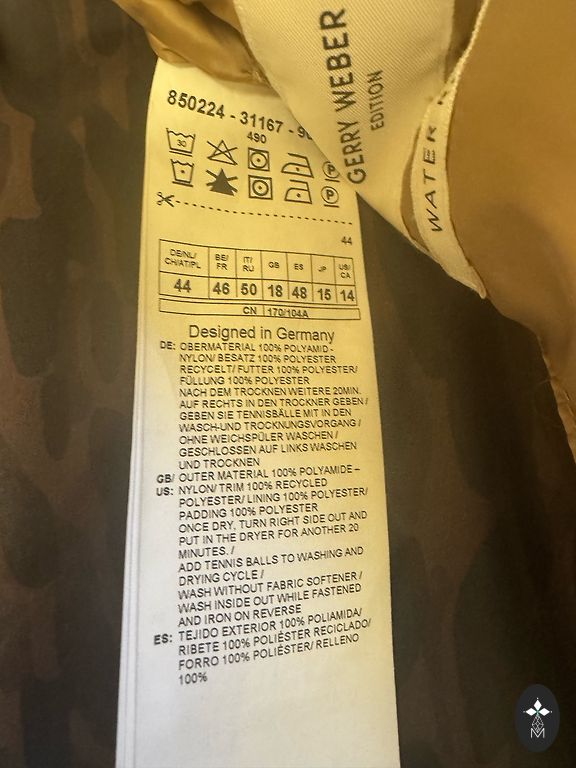 GERRY WEBER
EDITION
WATER
850224 - 31167 -
490
30
P
P
44
DE/NL/ CH/AT/PL BE/ FR IT/ RU GB ES JP US/ CA
44 46 50 18 48 15 14
CN 170/104A
Designed in Germany
DE: OBERMATERIAL 100% POLYAMID -
NYLON/ BESATZ 100% POLYESTER
RECYCELT/ FUTTER 100% POLYESTER/
FÜLLUNG 100% POLYESTER
NACH DEM TROCKNEN WEITERE 20MIN.
AUF RECHTS IN DEN TROCKNER GEBEN /
GEBEN SIE TENNISBÄLLE MIT IN DEN
WASCH-UND TROCKNUNGSVORGANG /
OHNE WEICHSPÜLER WASCHEN /
GESCHLOSSEN AUF LINKS WASCHEN
UND TROCKNEN
GB/ OUTER MATERIAL 100% POLYAMIDE –
US: NYLON/ TRIM 100% RECYCLED
POLYESTER/ LINING 100% POLYESTER/
PADDING 100% POLYESTER
ONCE DRY, TURN RIGHT SIDE OUT AND
PUT IN THE DRYER FOR ANOTHER 20
MINUTES. /
ADD TENNIS BALLS TO WASHING AND
DRYING CYCLE /
WASH WITHOUT FABRIC SOFTENER /
WASH INSIDE OUT WHILE FASTENED
AND IRON ON REVERSE
ES: TEJIDO EXTERIOR 100% POLIAMIDA/
RIBETE 100% POLIÉSTER RECICLADO/
FORRO 100% POLIÉSTER/ RELLENO
100%
M